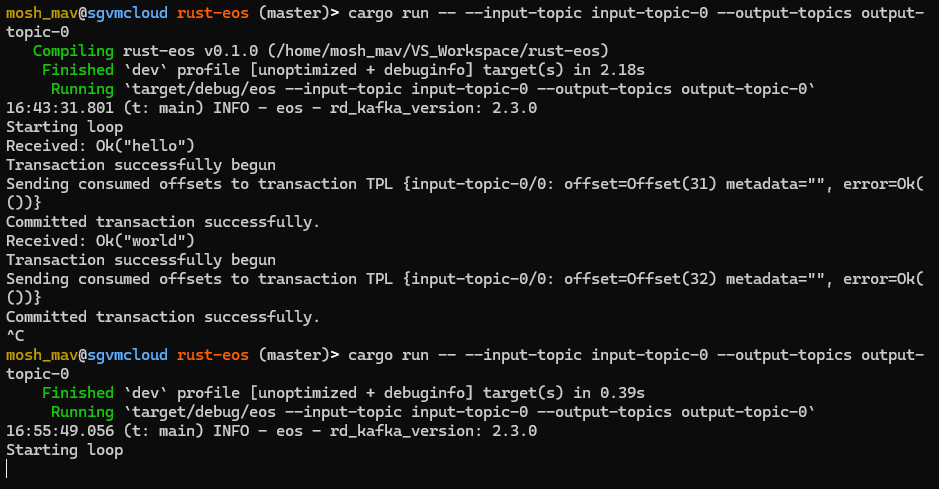 mosh_mav@sgvmcloud rust-eos (master)> cargo run -- --input-topic input-topic-0 --output-topics output-
topic-0
   Compiling rust-eos v0.1.0 (/home/mosh_mav/VS_Workspace/rust-eos)
    Finished `dev` profile [unoptimized + debuginfo] target(s) in 2.18s
     Running `target/debug/eos --input-topic input-topic-0 --output-topics output-topic-0`
16:43:31.801 (t: main) INFO - eos - rd_kafka_version: 2.3.0
Starting loop
Received: Ok("hello")
Transaction successfully begun
Sending consumed offsets to transaction TPL {input-topic-0/0: offset=Offset(31) metadata="", error=Ok(
())}
Committed transaction successfully.
Received: Ok("world")
Transaction successfully begun
Sending consumed offsets to transaction TPL {input-topic-0/0: offset=Offset(32) metadata="", error=Ok(
())}
Committed transaction successfully.
^C
mosh_mav@sgvmcloud rust-eos (master)> cargo run -- --input-topic input-topic-0 --output-topics output-
topic-0
    Finished `dev` profile [unoptimized + debuginfo] target(s) in 0.39s
     Running `target/debug/eos --input-topic input-topic-0 --output-topics output-topic-0`
16:55:49.056 (t: main) INFO - eos - rd_kafka_version: 2.3.0
Starting loop